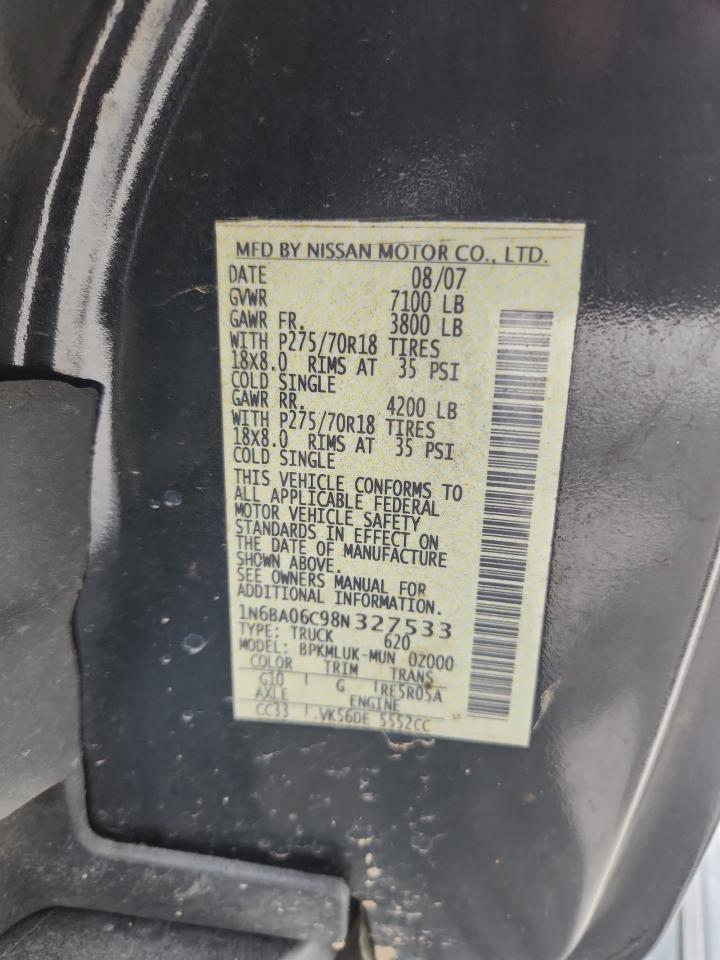 MFD BY NISSAN MOTOR CO., LTD.
DATE 08/07
GVWR 7100 LB
GAWR FR. 3800 LB
WITH P275/70R18 TIRES
18X8.0 RIMS AT 35 PSI
COLD SINGLE
GAWR RR. 4200 LB
WITH P275/70R18 TIRES
18X8.0 RIMS AT 35 PSI
COLD SINGLE
THIS VEHICLE CONFORMS TO
ALL APPLICABLE FEDERAL
MOTOR VEHICLE SAFETY
STANDARDS IN EFFECT ON
THE DATE OF MANUFACTURE
SHOWN ABOVE.
SEE OWNERS MANUAL FOR
ADDITIONAL INFORMATION.
1N6BA06C98N327533
TYPE: TRUCK 620
MODEL: BPKMLUK-MUN 0Z000
COLOR TRIM TRANS
G10 G RE5R05A
AXLE ENGINE
CC33 VK56DE 5552CC